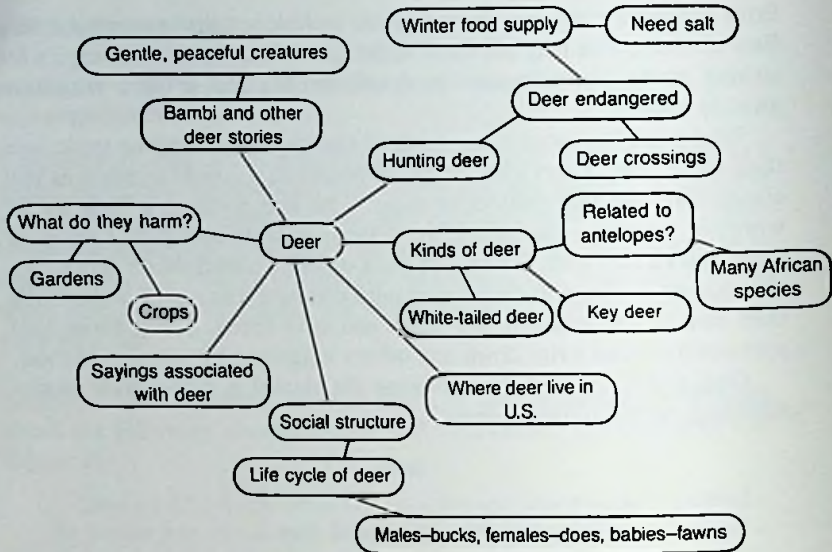 Winter food supply
Need salt
Gentle, peaceful creatures
Deer endangered
Bambi and other
deer stories
Hunting deer
Deer crossings
What do they harm?
Deer
Kinds of deer
Related to
antelopes?
Gardens
Many African
species
Crops
White-tailed deer
Key deer
Sayings associated
with deer
Where deer live in
U.S.
Social structure
Life cycle of deer
Males–bucks, females–does, babies–fawns